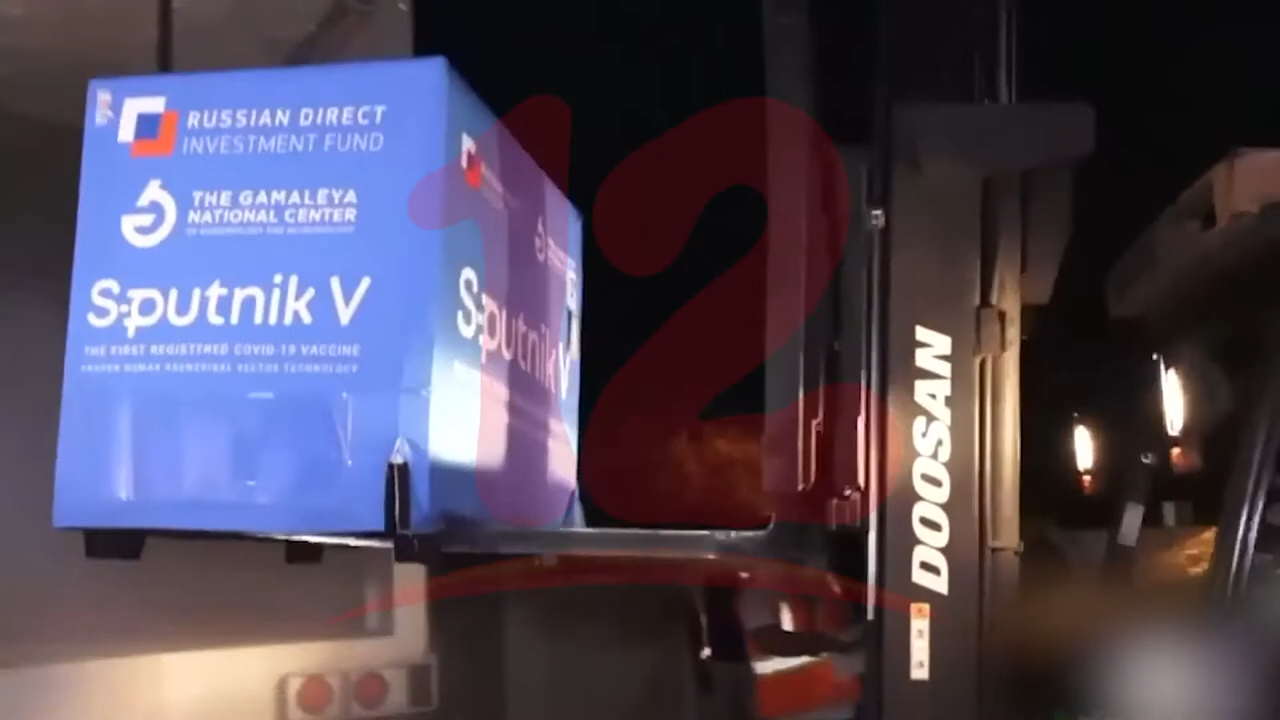 RUSSIAN DIRECT
INVESTMENT FUND
THE GAMALEYA
NATIONAL CENTER
Sputnik V
THE FIRST REGISTERED COVID-19 VACCINE
Sputnik V
DOOSAN
12